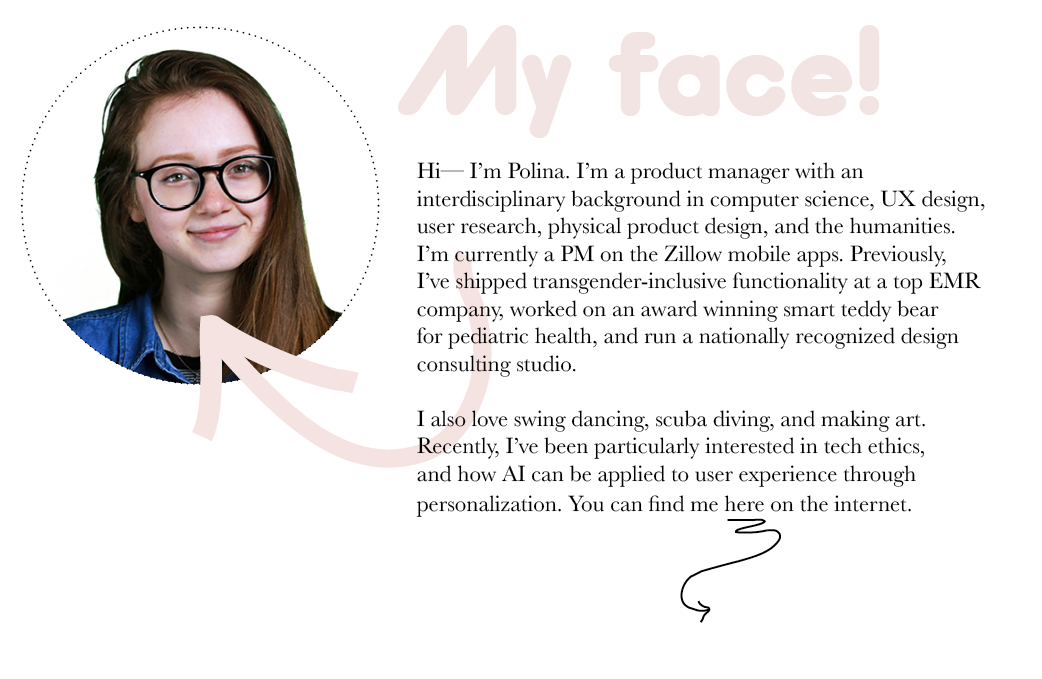 My face!
Hi— I’m Polina. I’m a product manager with an
interdisciplinary background in computer science, UX design,
user research, physical product design, and the humanities.
I’m currently a PM on the Zillow mobile apps. Previously,
I’ve shipped transgender-inclusive functionality at a top EMR
company, worked on an award winning smart teddy bear
for pediatric health, and run a nationally recognized design
consulting studio.
I also love swing dancing, scuba diving, and making art.
Recently, I’ve been particularly interested in tech ethics,
and how AI can be applied to user experience through
personalization. You can find me here on the internet.